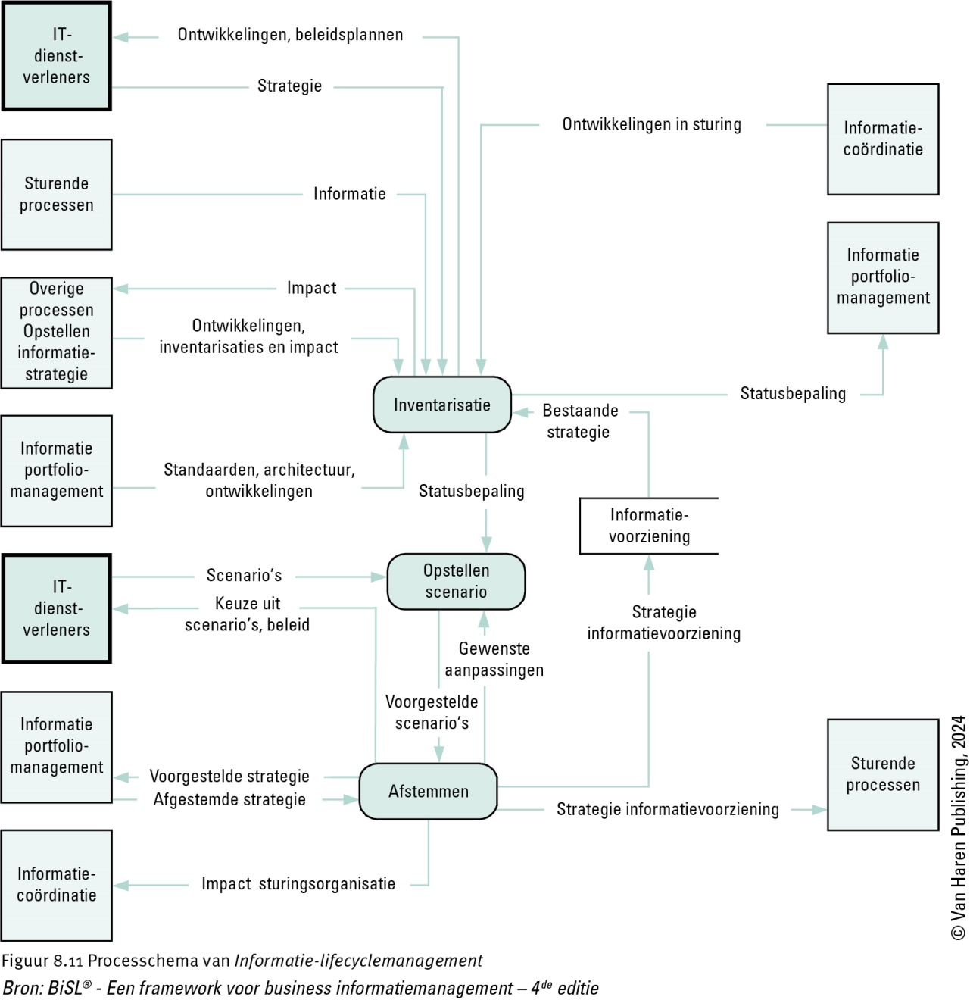 IT-
dienst-
verleners
Ontwikkelingen, beleidsplannen
Strategie
Ontwikkelingen in sturing
Informatie-
coördinatie
Sturende
processen
Informatie
Informatie
portfolio-
management
Overige
processen
Opstellen
informatie-
strategie
Impact
Ontwikkelingen,
inventarisaties en impact
Inventarisatie
Statusbepaling
Bestaande
strategie
Informatie
portfolio-
management
Standaarden, architectuur,
ontwikkelingen
Statusbepaling
Informatie-
voorziening
IT-
dienst-
verleners
Scenario's
Keuze uit
scenario's, beleid
Opstellen
scenario
Strategie
informatievoorziening
Gewenste
aanpassingen
Voorgestelde
scenario's
Informatie
portfolio-
management
Voorgestelde strategie
Afgestemde strategie
Afstemmen
Strategie informatievoorziening
Sturende
processen
Informatie-
coördinatie
Impact sturingsorganisatie
© Van Haren Publishing, 2024
Figuur 8.11 Processchema van Informatie-lifecyclemanagement
Bron: BiSL® - Een framework voor business informatiemanagement – 4de editie